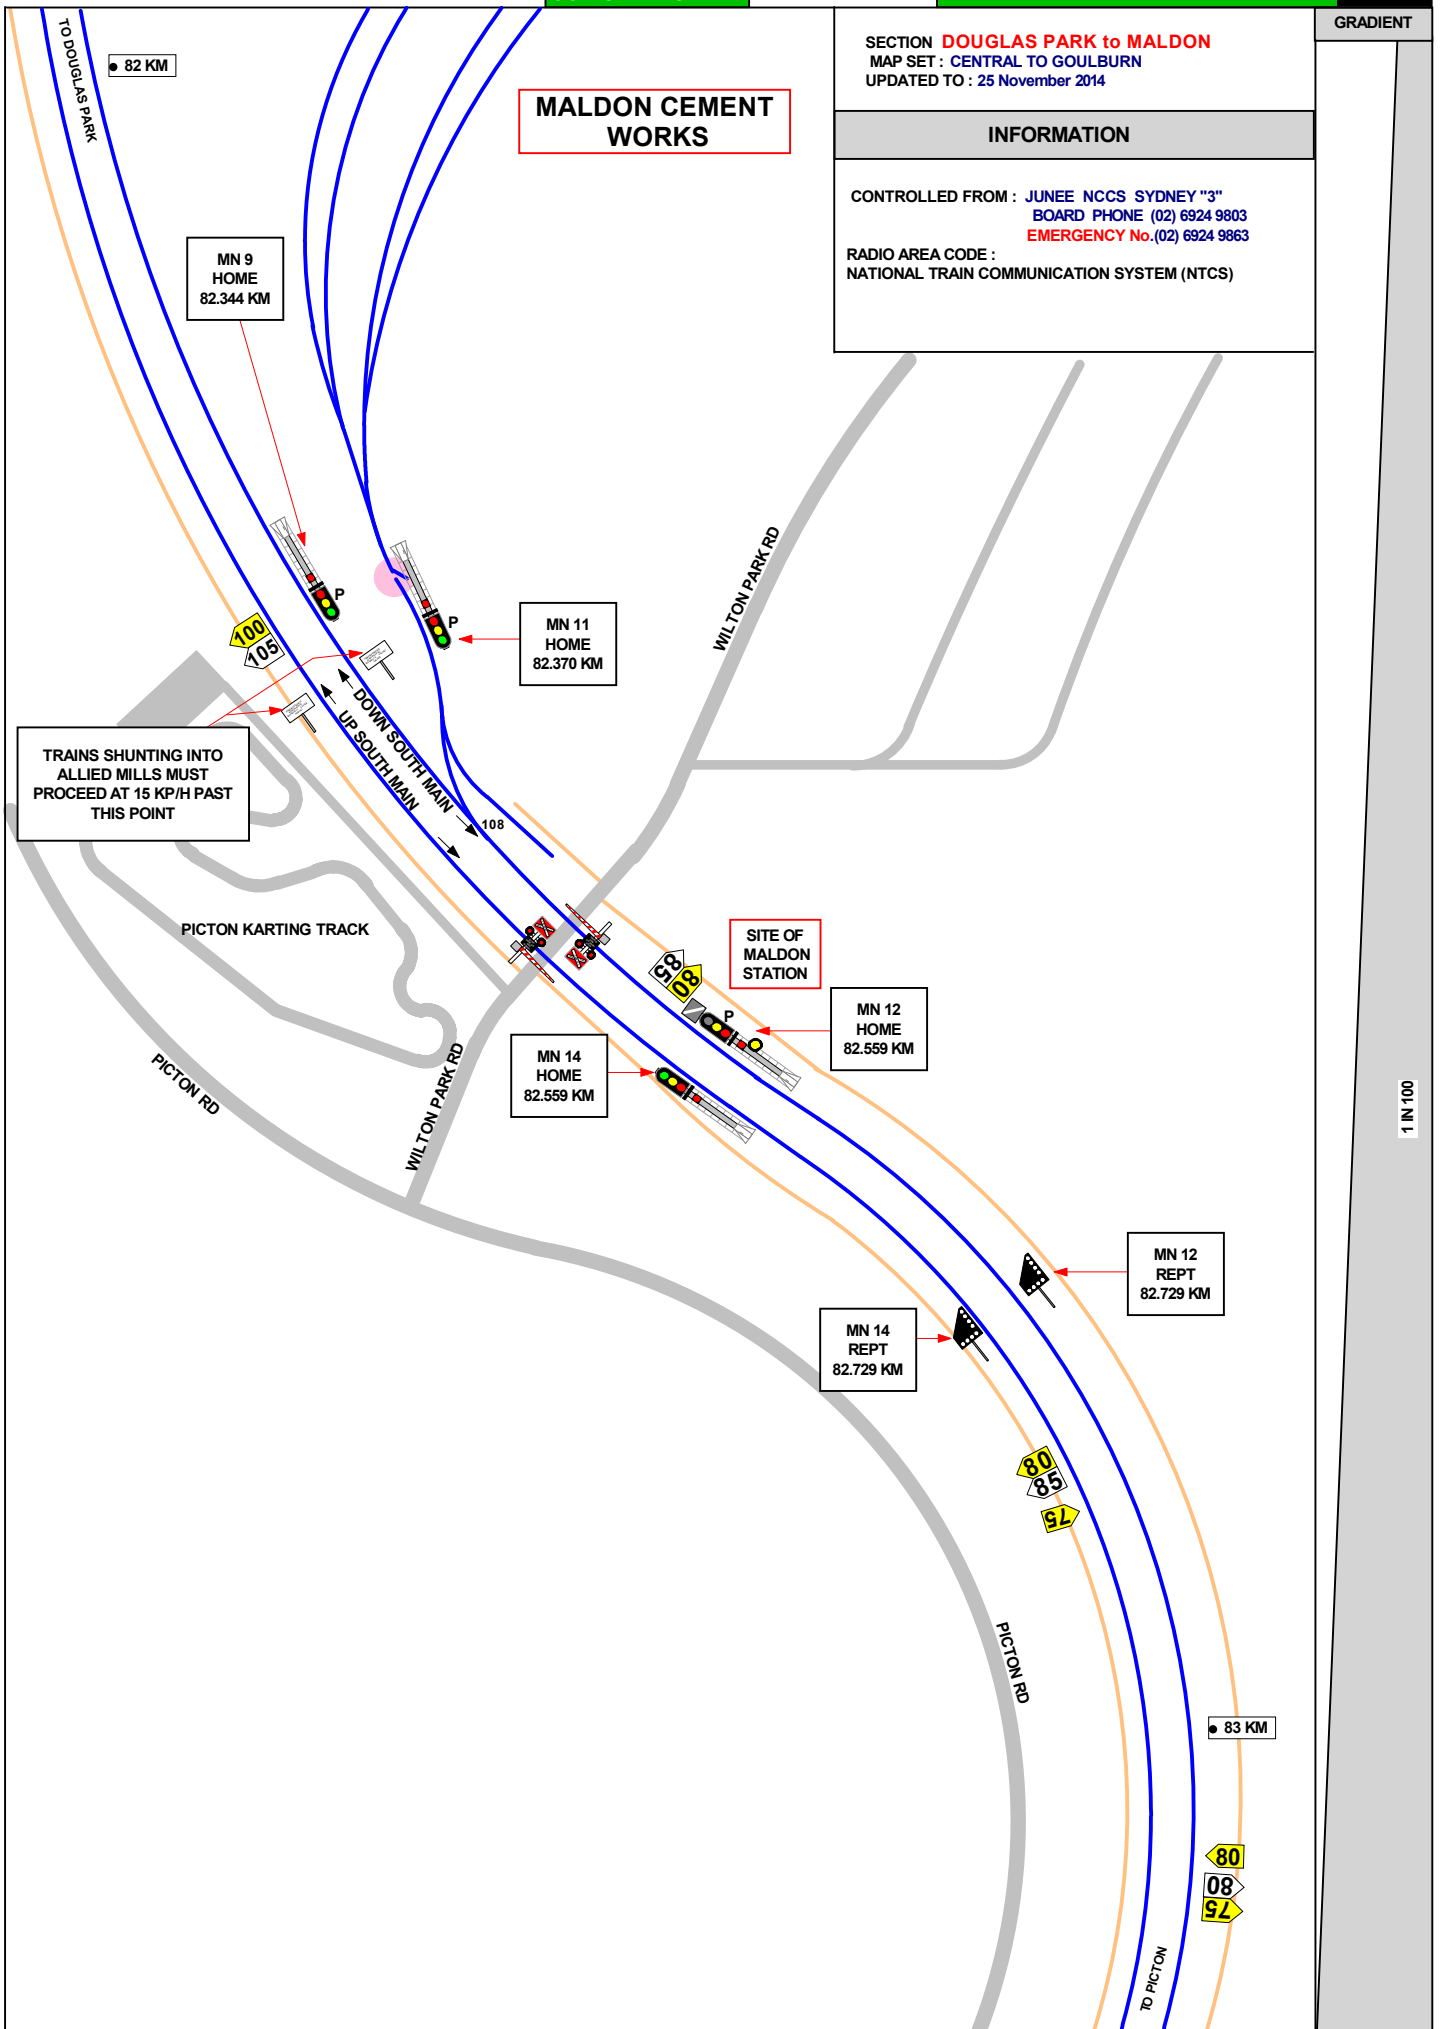 GRADIENT
SECTION DOUGLAS PARK to MALDON
MAP SET : CENTRAL TO GOULBURN
UPDATED TO : 25 November 2014
INFORMATION
CONTROLLED FROM : JUNEE NCCS SYDNEY "3"
BOARD PHONE (02) 6924 9803
EMERGENCY No.(02) 6924 9863
RADIO AREA CODE :
NATIONAL TRAIN COMMUNICATION SYSTEM (NTCS)
TO DOUGLAS PARK
82 KM
MALDON CEMENT
WORKS
MN 9
HOME
82.344 KM
P
P
MN 11
HOME
82.370 KM
WILTON PARK RD
100
105
DOWN SOUTH MAIN
UP SOUTH MAIN
TRAINS SHUNTING INTO
ALLIED MILLS MUST
PROCEED AT 15 KP/H PAST
THIS POINT
108
PICTON KARTING TRACK
SITE OF
MALDON
STATION
85
80
P
MN 12
HOME
82.559 KM
MN 14
HOME
82.559 KM
PICTON RD
WILTON PARK RD
1 IN 100
MN 12
REPT
82.729 KM
MN 14
REPT
82.729 KM
80
85
75
PICTON RD
83 KM
80
80
75
TO PICTON